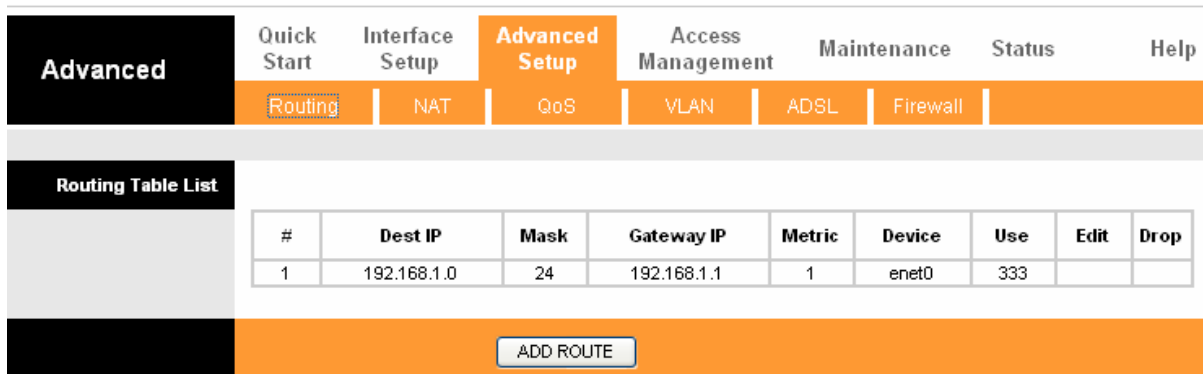 Advanced
Quick Start
Interface Setup
Advanced Setup
Access Management
Maintenance
Status
Help
Routing
NAT
QoS
VLAN
ADSL
Firewall
Routing Table List
# Dest IP Mask Gateway IP Metric Device Use Edit Drop
1 192.168.1.0 24 192.168.1.1 1 enet0 333
ADD ROUTE